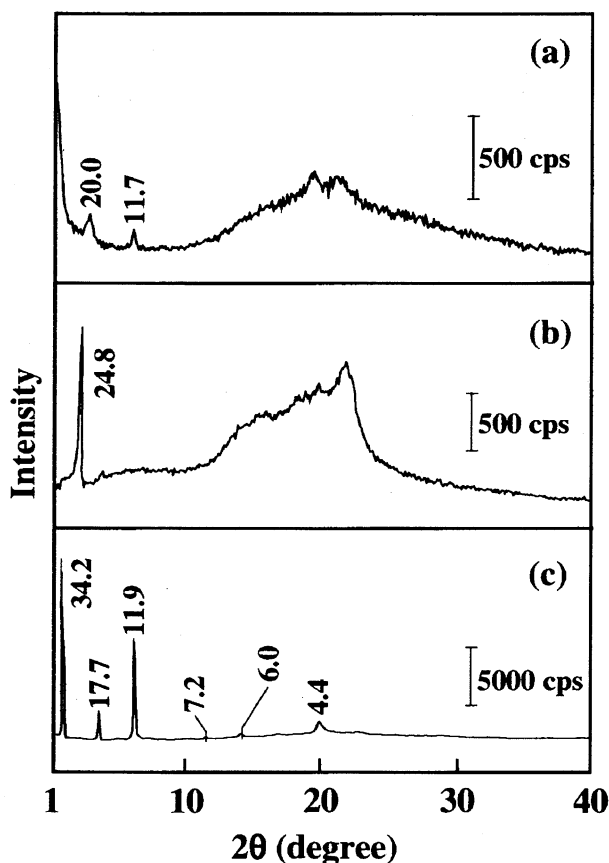 (a)
500 cps
20.0
11.7
(b)
500 cps
24.8
(c)
5000 cps
34.2
17.7
11.9
7.2
6.0
4.4
Intensity
1 10 20 30 40
2θ (degree)